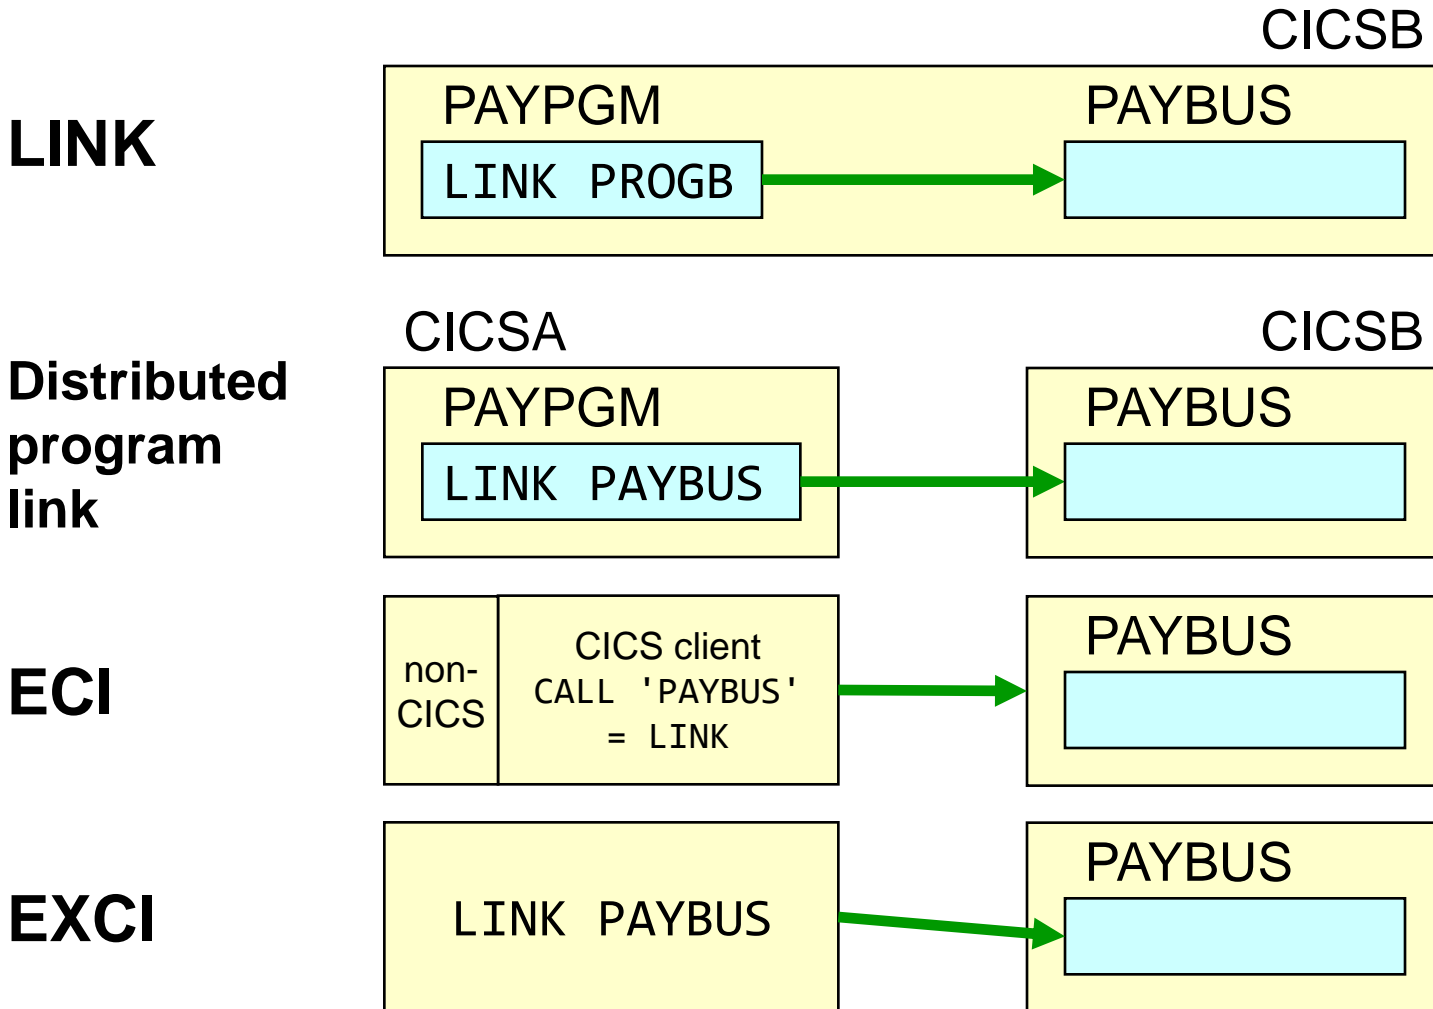 CICSB
LINK
PAYPGM
PAYBUS
LINK PROGB
CICSA
CICSB
Distributed
program
link
PAYPGM
PAYBUS
LINK PAYBUS
ECI
non-
CICS
CICS client
CALL 'PAYBUS'
= LINK
PAYBUS
EXCI
LINK PAYBUS
PAYBUS